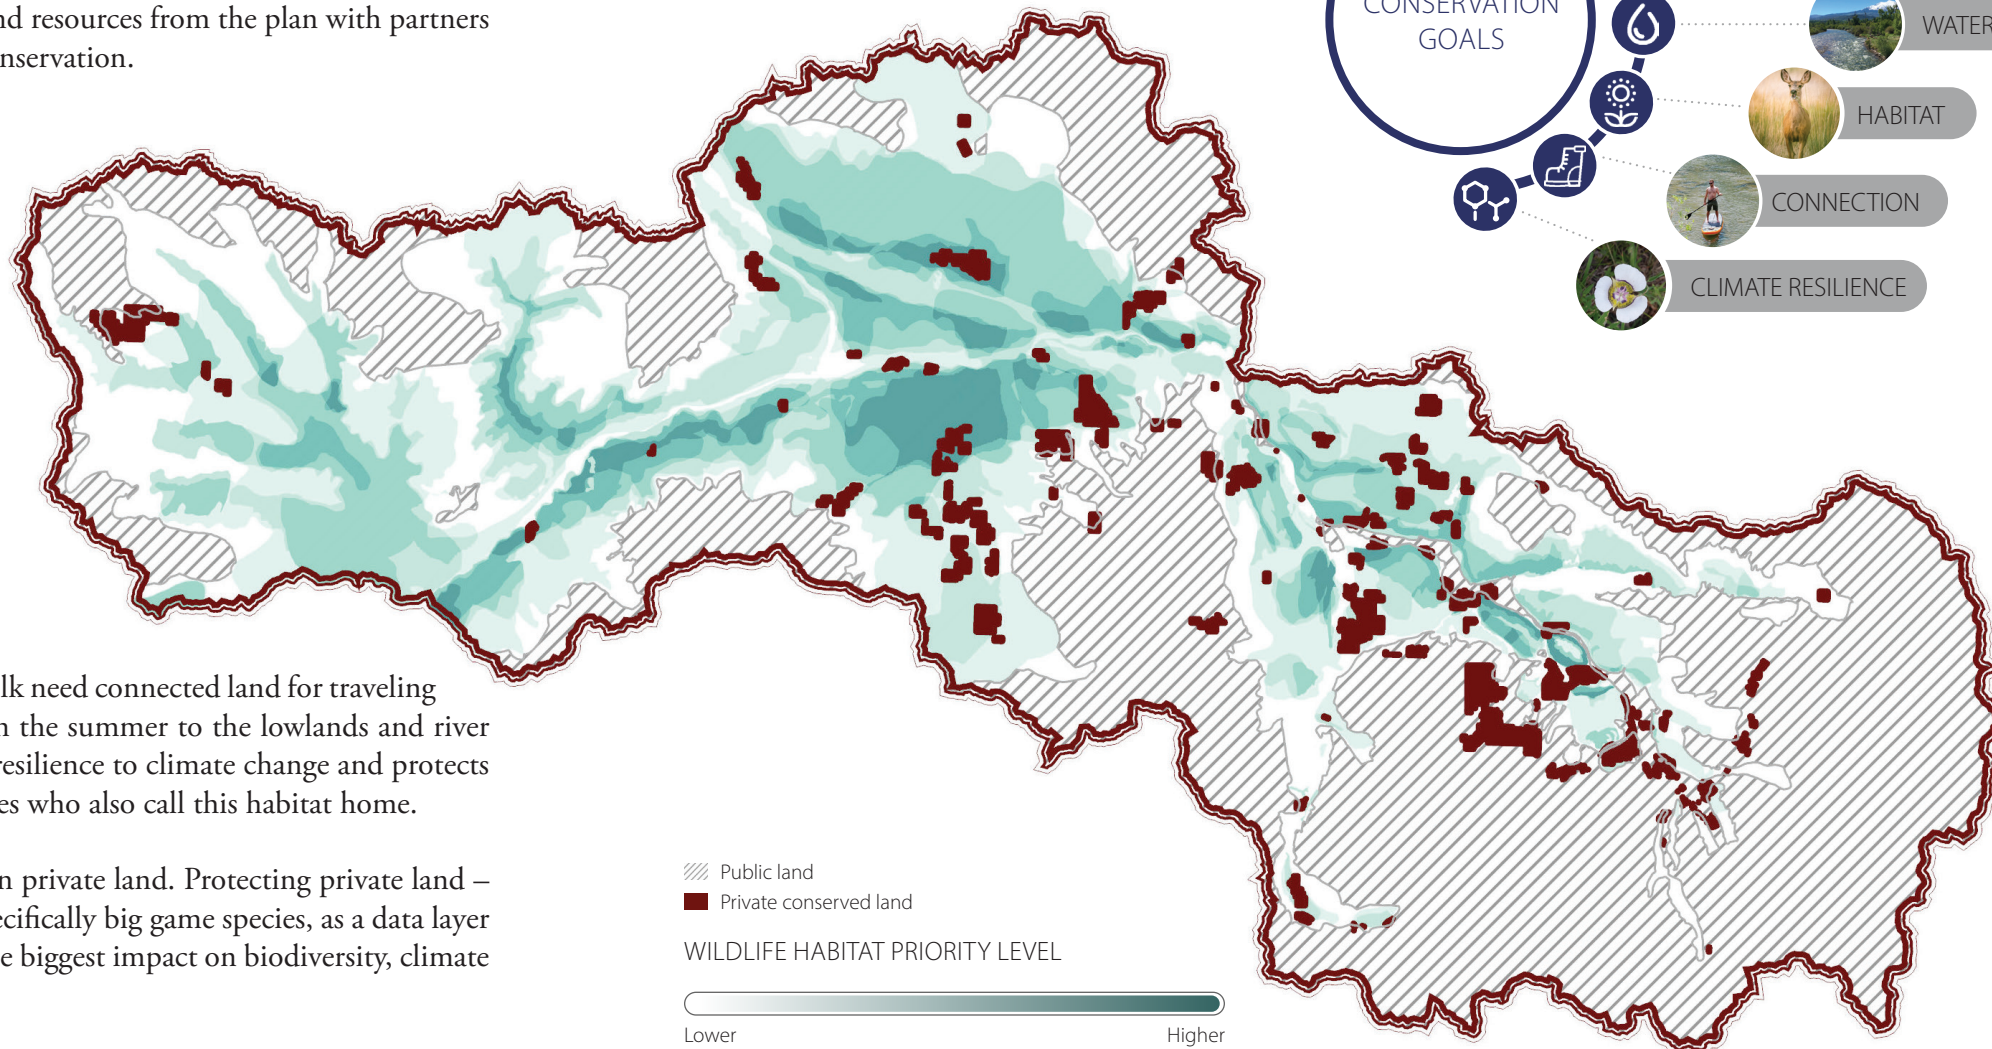 nd resources from the plan with partners
nservation.
CONSERVATION
GOALS
WATER
HABITAT
CONNECTION
CLIMATE RESILIENCE
lk need connected land for traveling
n the summer to the lowlands and river
resilience to climate change and protects
es who also call this habitat home.
n private land. Protecting private land –
ecifically big game species, as a data layer
e biggest impact on biodiversity, climate
Public land
Private conserved land
WILDLIFE HABITAT PRIORITY LEVEL
Lower
Higher